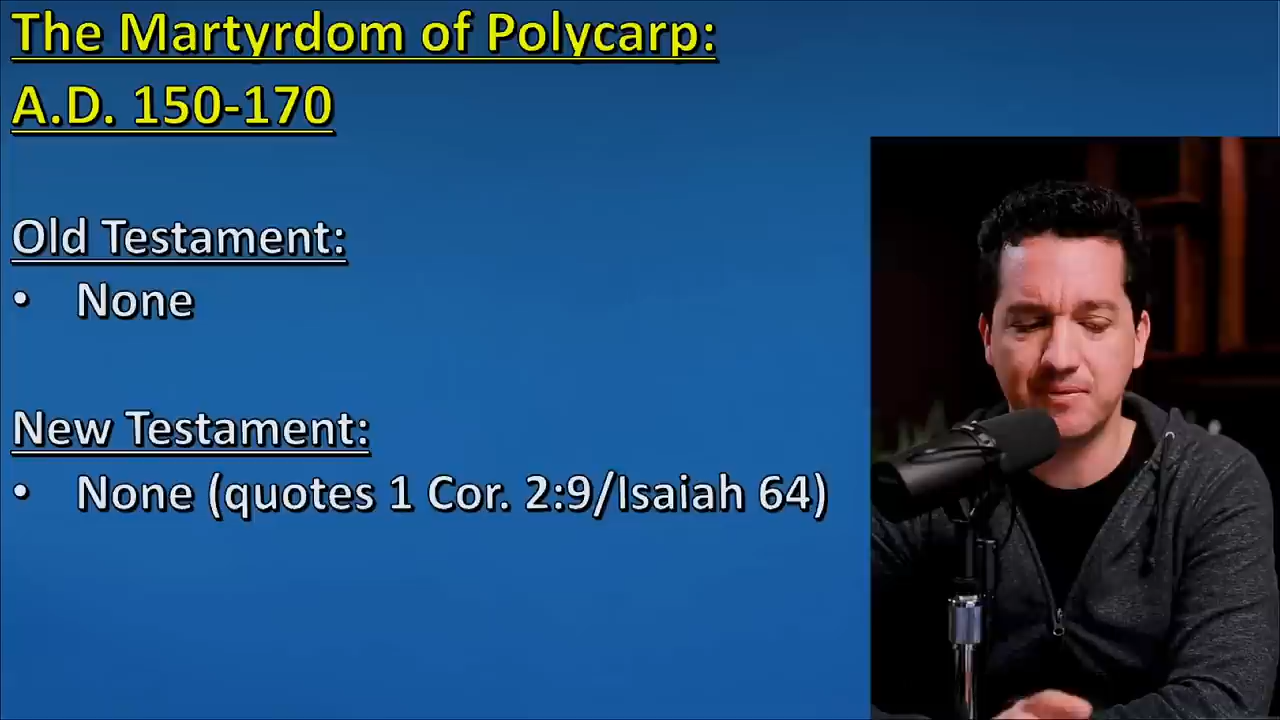 The Martyrdom of Polycarp:
A.D. 150-170
Old Testament:
• None
New Testament:
• None (quotes 1 Cor. 2:9/Isaiah 64)